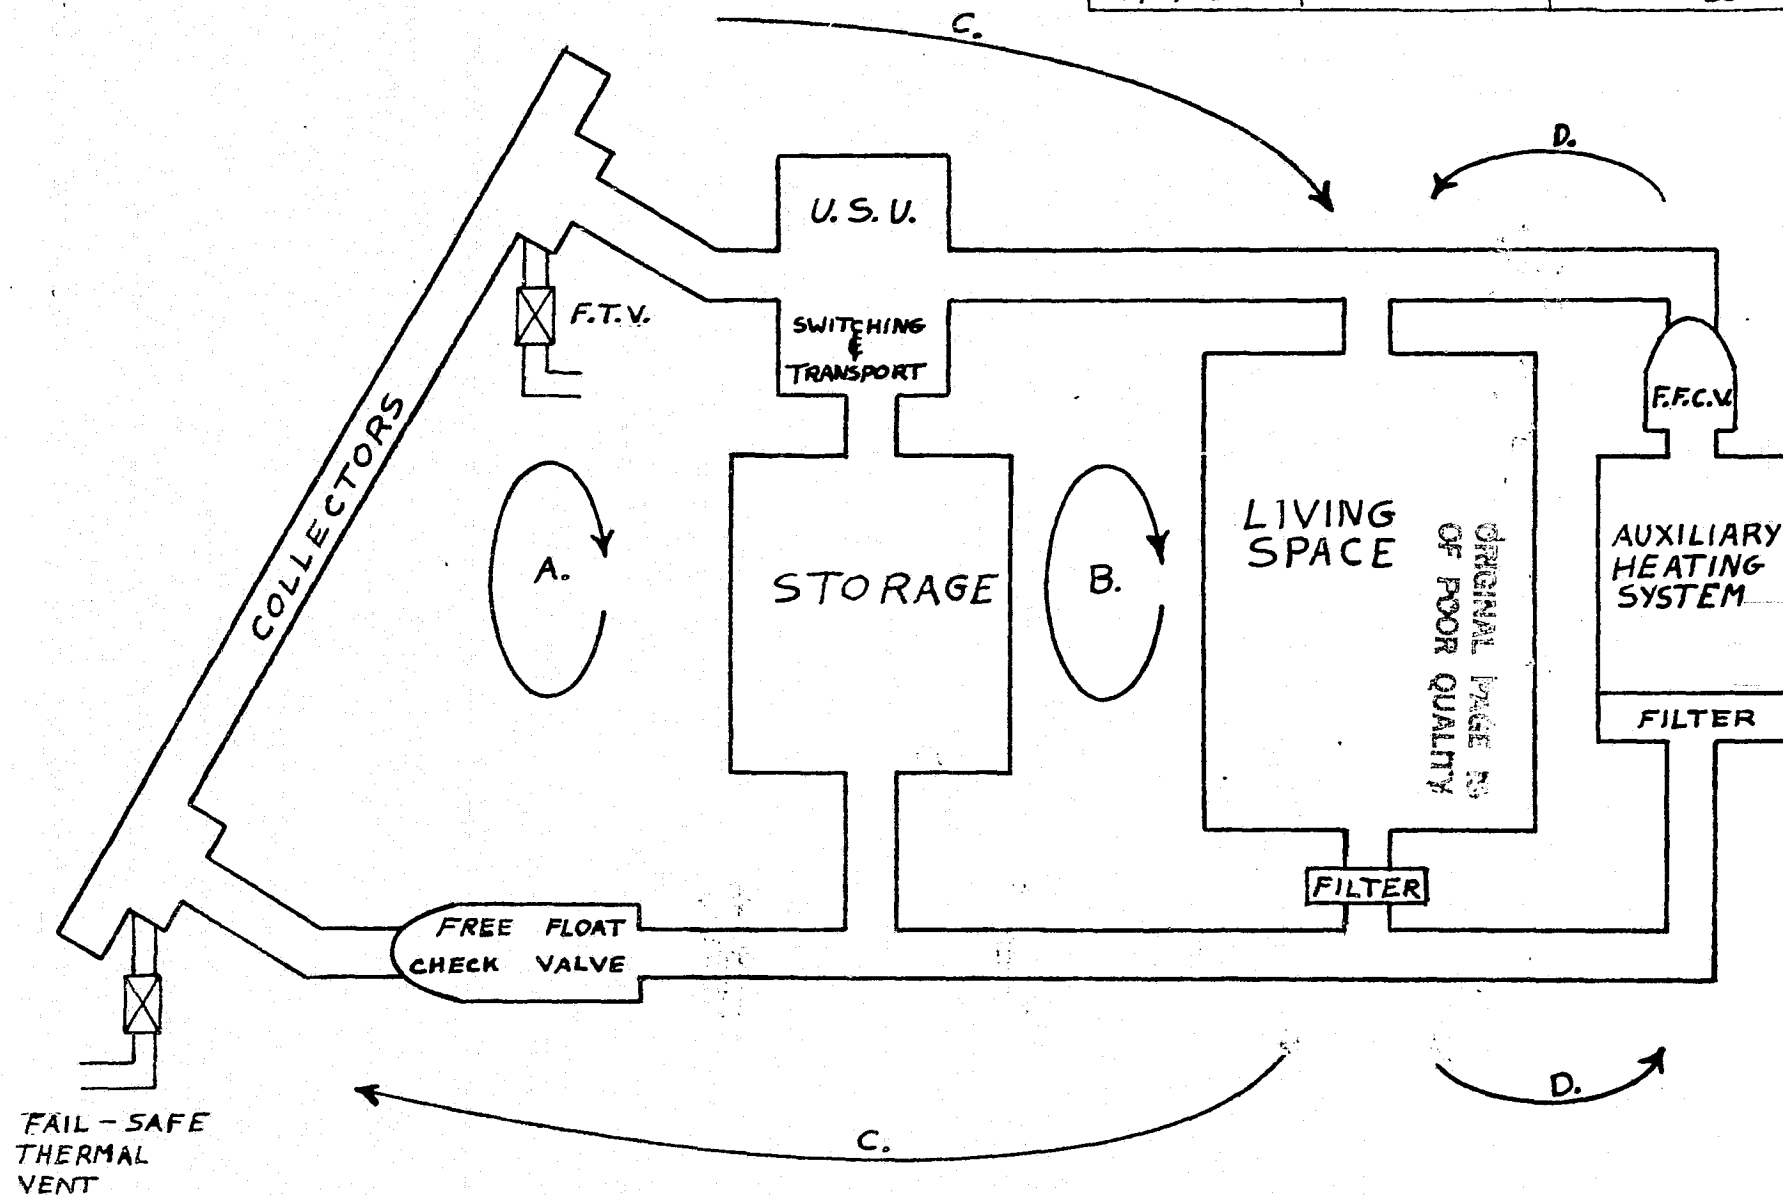 C.
D.
U. S. U.
F.T.V.
SWITCHING
&
TRANSPORT
F.F.C.V.
COLLECTORS
A.
STORAGE
B.
LIVING
SPACE
ORIGINAL PAGE IS
OF POOR QUALITY
AUXILIARY
HEATING
SYSTEM
FILTER
FILTER
FREE FLOAT
CHECK VALVE
FAIL-SAFE
THERMAL
VENT
C.
D.